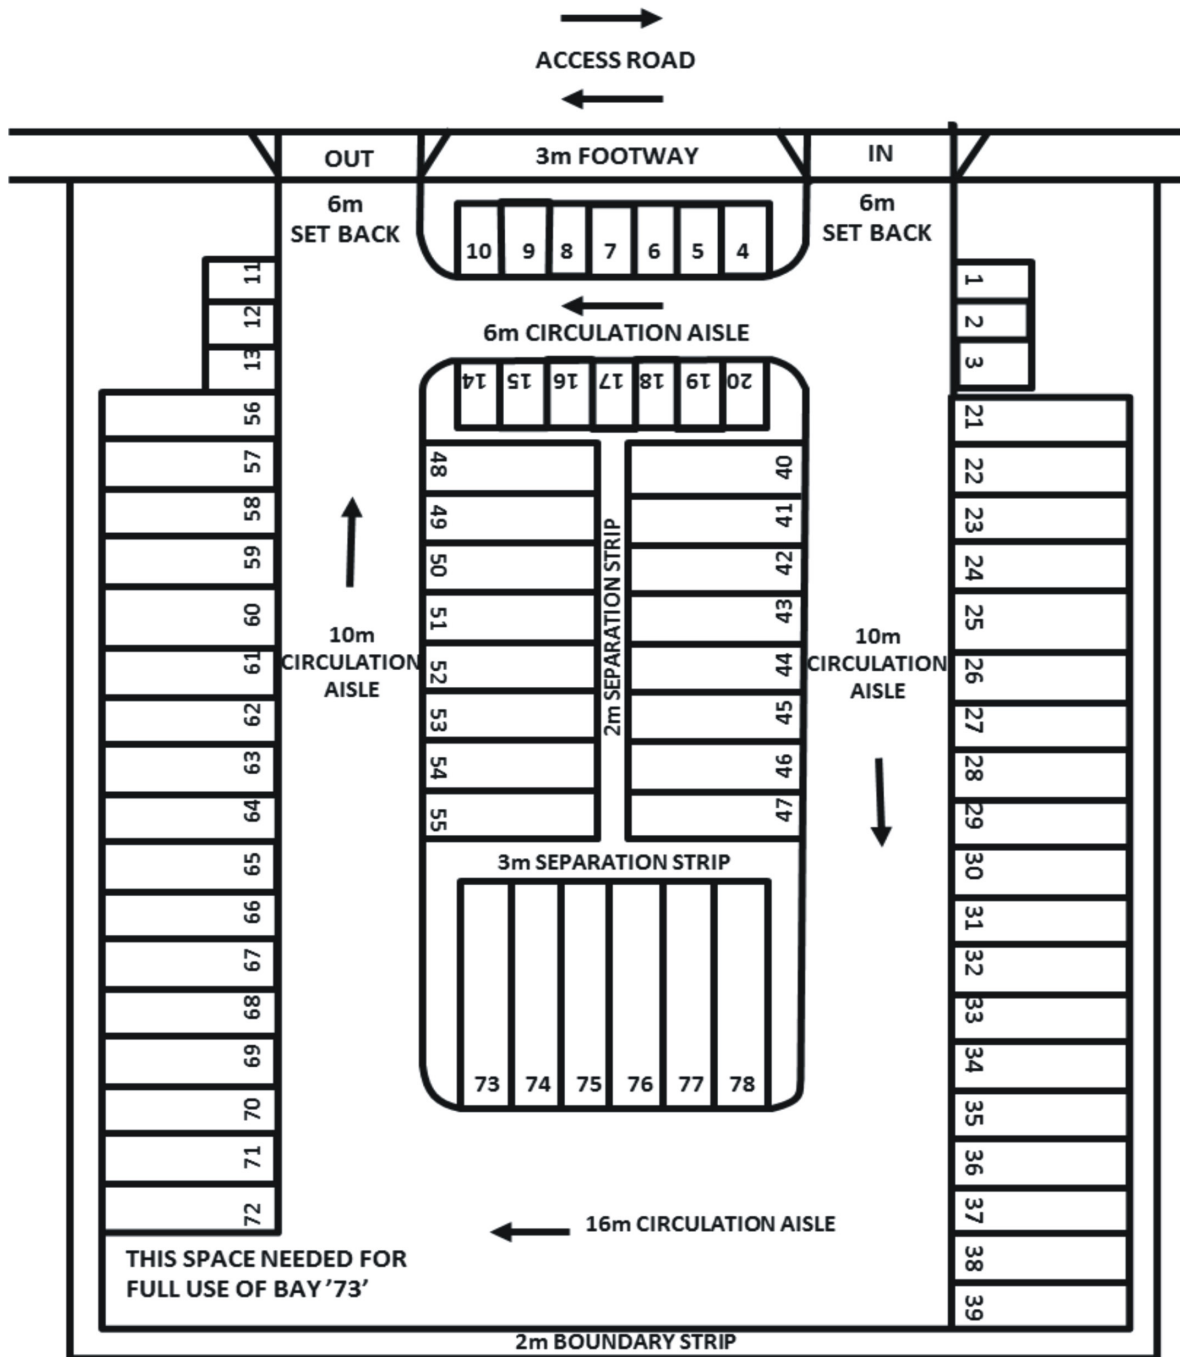 ACCESS ROAD
OUT
3m FOOTWAY
IN
6m
SET BACK
6m
SET BACK
10 9 8 7 6 5 4
11
12
13
1
2
3
6m CIRCULATION AISLE
14 15 16 17 18 19 20
56
57
58
59
60
61
62
63
64
65
66
67
68
69
70
71
72
10m
CIRCULATION
AISLE
48
49
50
51
52
53
54
55
2m SEPARATION STRIP
40
41
42
43
44
45
46
47
10m
CIRCULATION
AISLE
21
22
23
24
25
26
27
28
29
30
31
32
33
34
35
36
37
38
39
3m SEPARATION STRIP
73 74 75 76 77 78
16m CIRCULATION AISLE
THIS SPACE NEEDED FOR
FULL USE OF BAY '73'
2m BOUNDARY STRIP